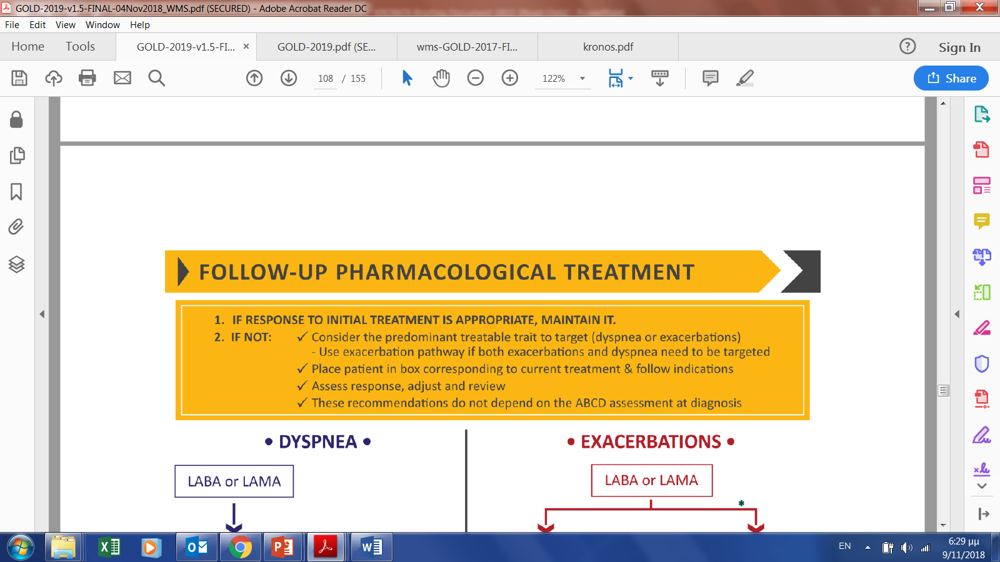 GOLD-2019-v1.5-FINAL-04Nov2018_WMS.pdf (SECURED) - Adobe Acrobat Reader DC
File Edit View Window Help
Home Tools GOLD-2019-v1.5-FI... × GOLD-2019.pdf (SE... wms-GOLD-2017-FI... kronos.pdf ? Sign In
108 / 155 122% Share
FOLLOW-UP PHARMACOLOGICAL TREATMENT
1. IF RESPONSE TO INITIAL TREATMENT IS APPROPRIATE, MAINTAIN IT.
2. IF NOT: ✓ Consider the predominant treatable trait to target (dyspnea or exacerbations)
- Use exacerbation pathway if both exacerbations and dyspnea need to be targeted
✓ Place patient in box corresponding to current treatment & follow indications
✓ Assess response, adjust and review
✓ These recommendations do not depend on the ABCD assessment at diagnosis
• DYSPNEA • • EXACERBATIONS •
LABA or LAMA LABA or LAMA
*
EN 6:29 μμ
9/11/2018